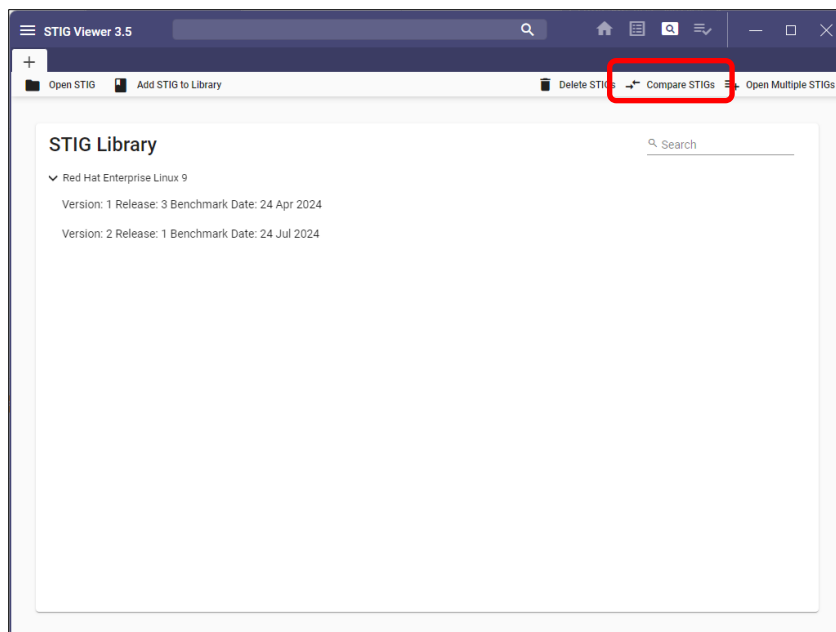 STIG Viewer 3.5
Open STIG Add STIG to Library Delete STIGs Compare STIGs Open Multiple STIGs
STIG Library
Search
Red Hat Enterprise Linux 9
Version: 1 Release: 3 Benchmark Date: 24 Apr 2024
Version: 2 Release: 1 Benchmark Date: 24 Jul 2024